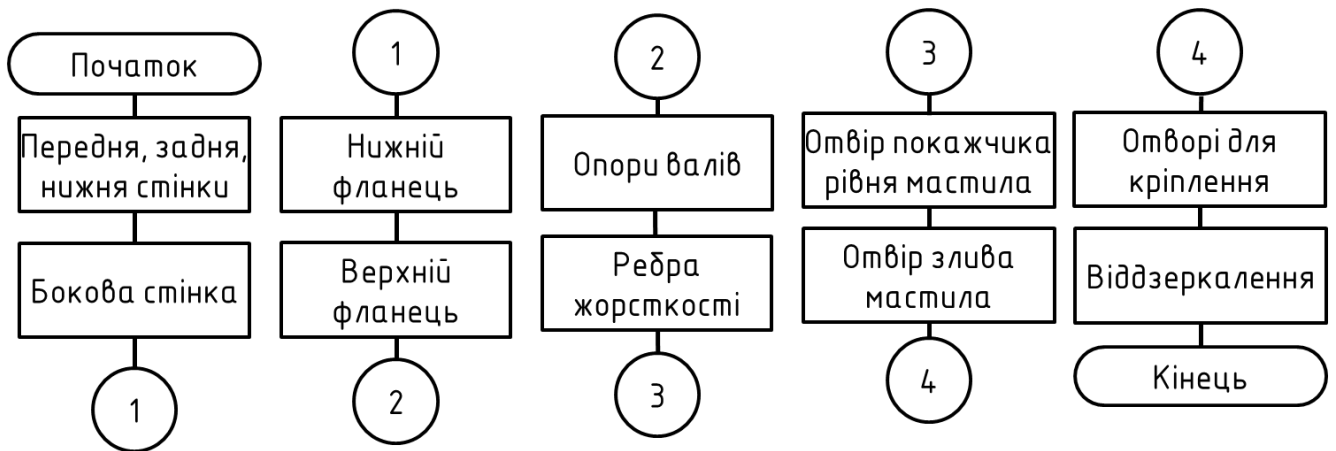 Початок
Передня, задня,
нижня стінки
Бокова стінка
1
1
Нижній
фланець
Верхній
фланець
2
2
Опори валів
Ребра
жорсткості
3
3
Отвір покажчика
рівня мастила
Отвір злива
мастила
4
4
Отворі для
кріплення
Віддзеркалення
Кінець